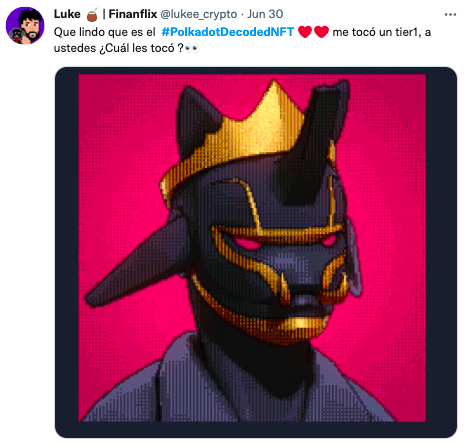 Luke 🧉 | Finanflix @lukee_crypto · Jun 30
Que lindo que es el #PolkadotDecodedNFT ❤️❤️ me tocó un tier1, a
ustedes ¿Cuál les tocó ?👀